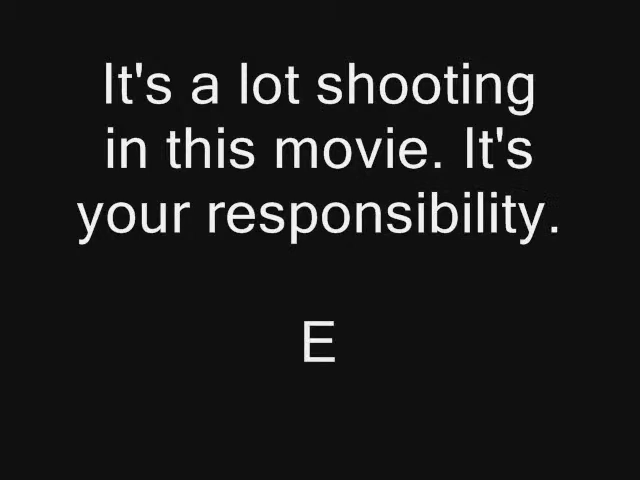 It's a lot shooting
in this movie. It's
your responsibility.
E